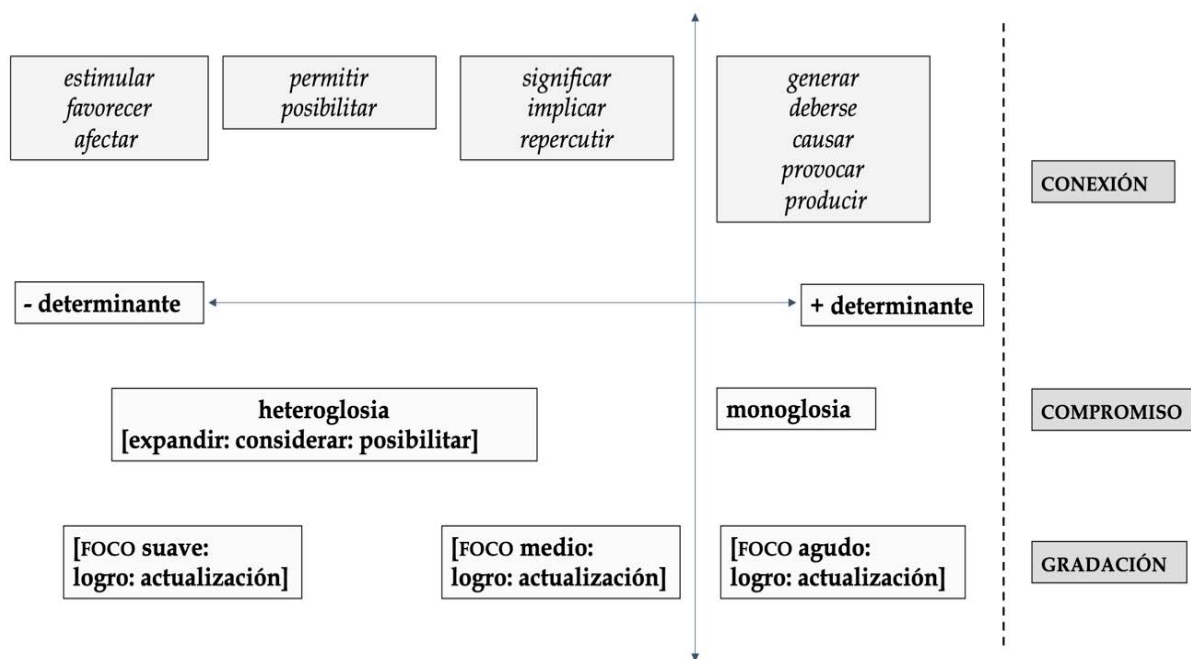 estimular
favorecer
afectar
permitir
posibilitar
significar
implicar
repercutir
generar
deberse
causar
provocar
producir
CONEXIÓN
- determinante
+ determinante
heteroglosia
[expandir: considerar: posibilitar]
monoglosia
COMPROMISO
[FOCO suave:
logro: actualización]
[FOCO medio:
logro: actualización]
[FOCO agudo:
logro: actualización]
GRADACIÓN